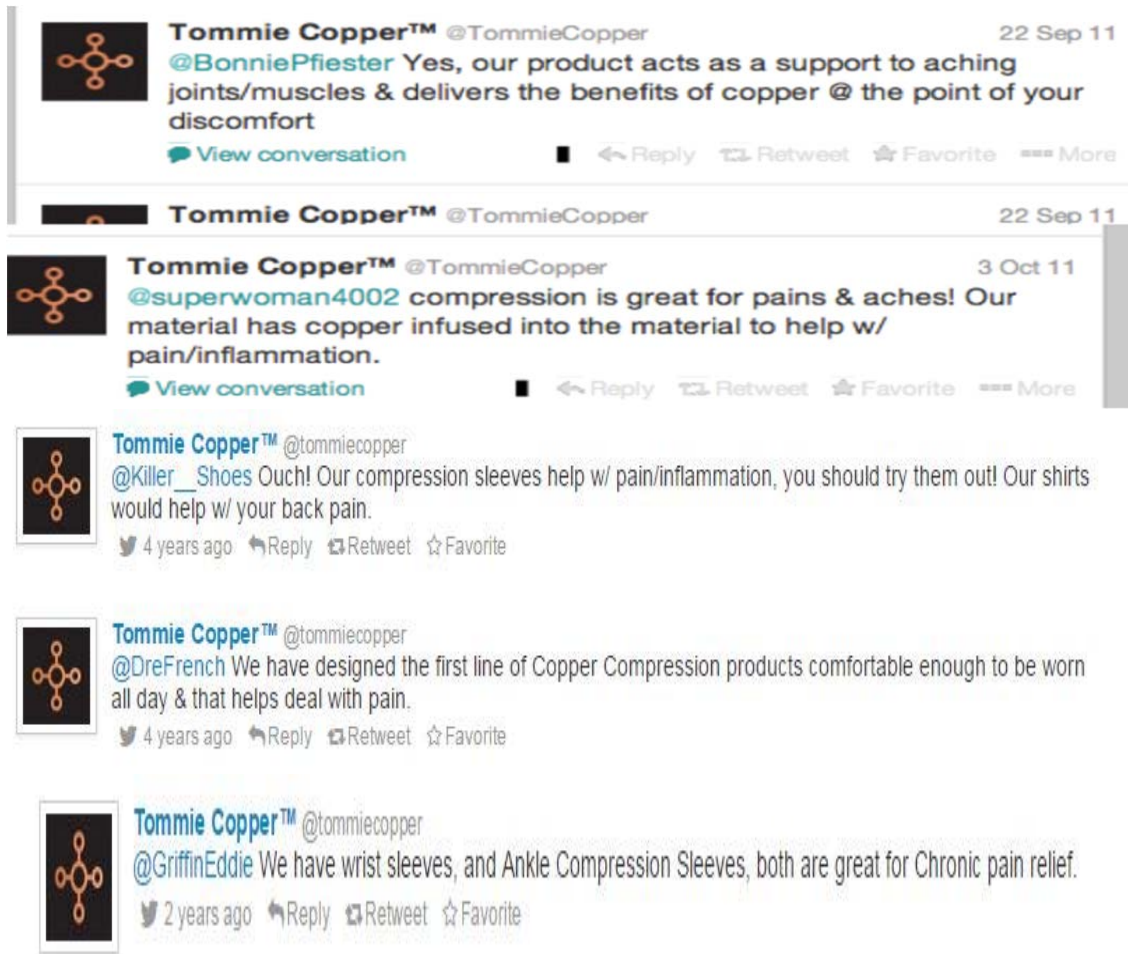 Tommie Copper™ @TommieCopper 22 Sep 11
@BonniePfiester Yes, our product acts as a support to aching
joints/muscles & delivers the benefits of copper @ the point of your
discomfort
View conversation Reply Retweet Favorite More
Tommie Copper™ @TommieCopper 22 Sep 11
Tommie Copper™ @TommieCopper 3 Oct 11
@superwoman4002 compression is great for pains & aches! Our
material has copper infused into the material to help w/
pain/inflammation.
View conversation Reply Retweet Favorite More
Tommie Copper™ @tommiecopper
@Killer__Shoes Ouch! Our compression sleeves help w/ pain/inflammation, you should try them out! Our shirts
would help w/ your back pain.
4 years ago Reply Retweet Favorite
Tommie Copper™ @tommiecopper
@DreFrench We have designed the first line of Copper Compression products comfortable enough to be worn
all day & that helps deal with pain.
4 years ago Reply Retweet Favorite
Tommie Copper™ @tommiecopper
@GriffinEddie We have wrist sleeves, and Ankle Compression Sleeves, both are great for Chronic pain relief.
2 years ago Reply Retweet Favorite